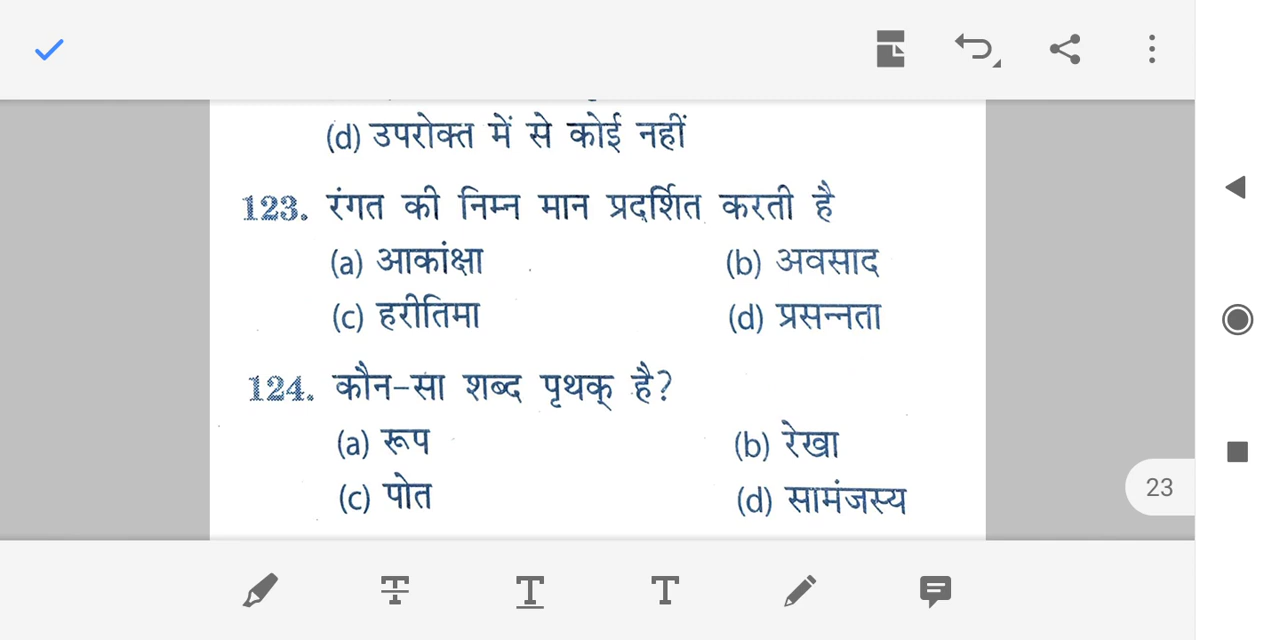 (d) उपरोक्त में से कोई नहीं
123. रंगत की निम्न मान प्रदर्शित करती है
(a) आकांक्षा (b) अवसाद
(c) हरीतिमा (d) प्रसन्नता
124. कौन-सा शब्द पृथक् है?
(a) रूप (b) रेखा
(c) पोत (d) सामंजस्य
23